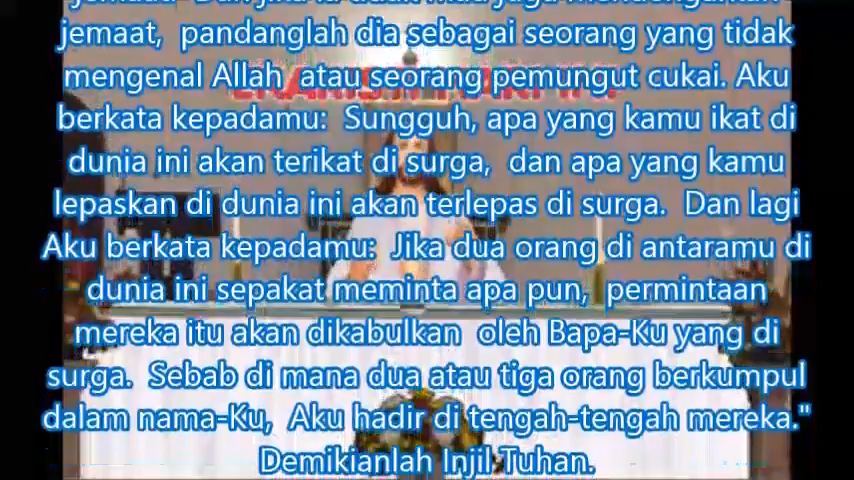 jemaat, pandanglah dia sebagai seorang yang tidak
mengenal Allah atau seorang pemungut cukai. Aku
berkata kepadamu: Sungguh, apa yang kamu ikat di
dunia ini akan terikat di surga, dan apa yang kamu
lepaskan di dunia ini akan terlepas di surga. Dan lagi
Aku berkata kepadamu: Jika dua orang di antaramu di
dunia ini sepakat meminta apa pun, permintaan
mereka itu akan dikabulkan oleh Bapa-Ku yang di
surga. Sebab di mana dua atau tiga orang berkumpul
dalam nama-Ku, Aku hadir di tengah-tengah mereka."
Demikianlah Injil Tuhan.